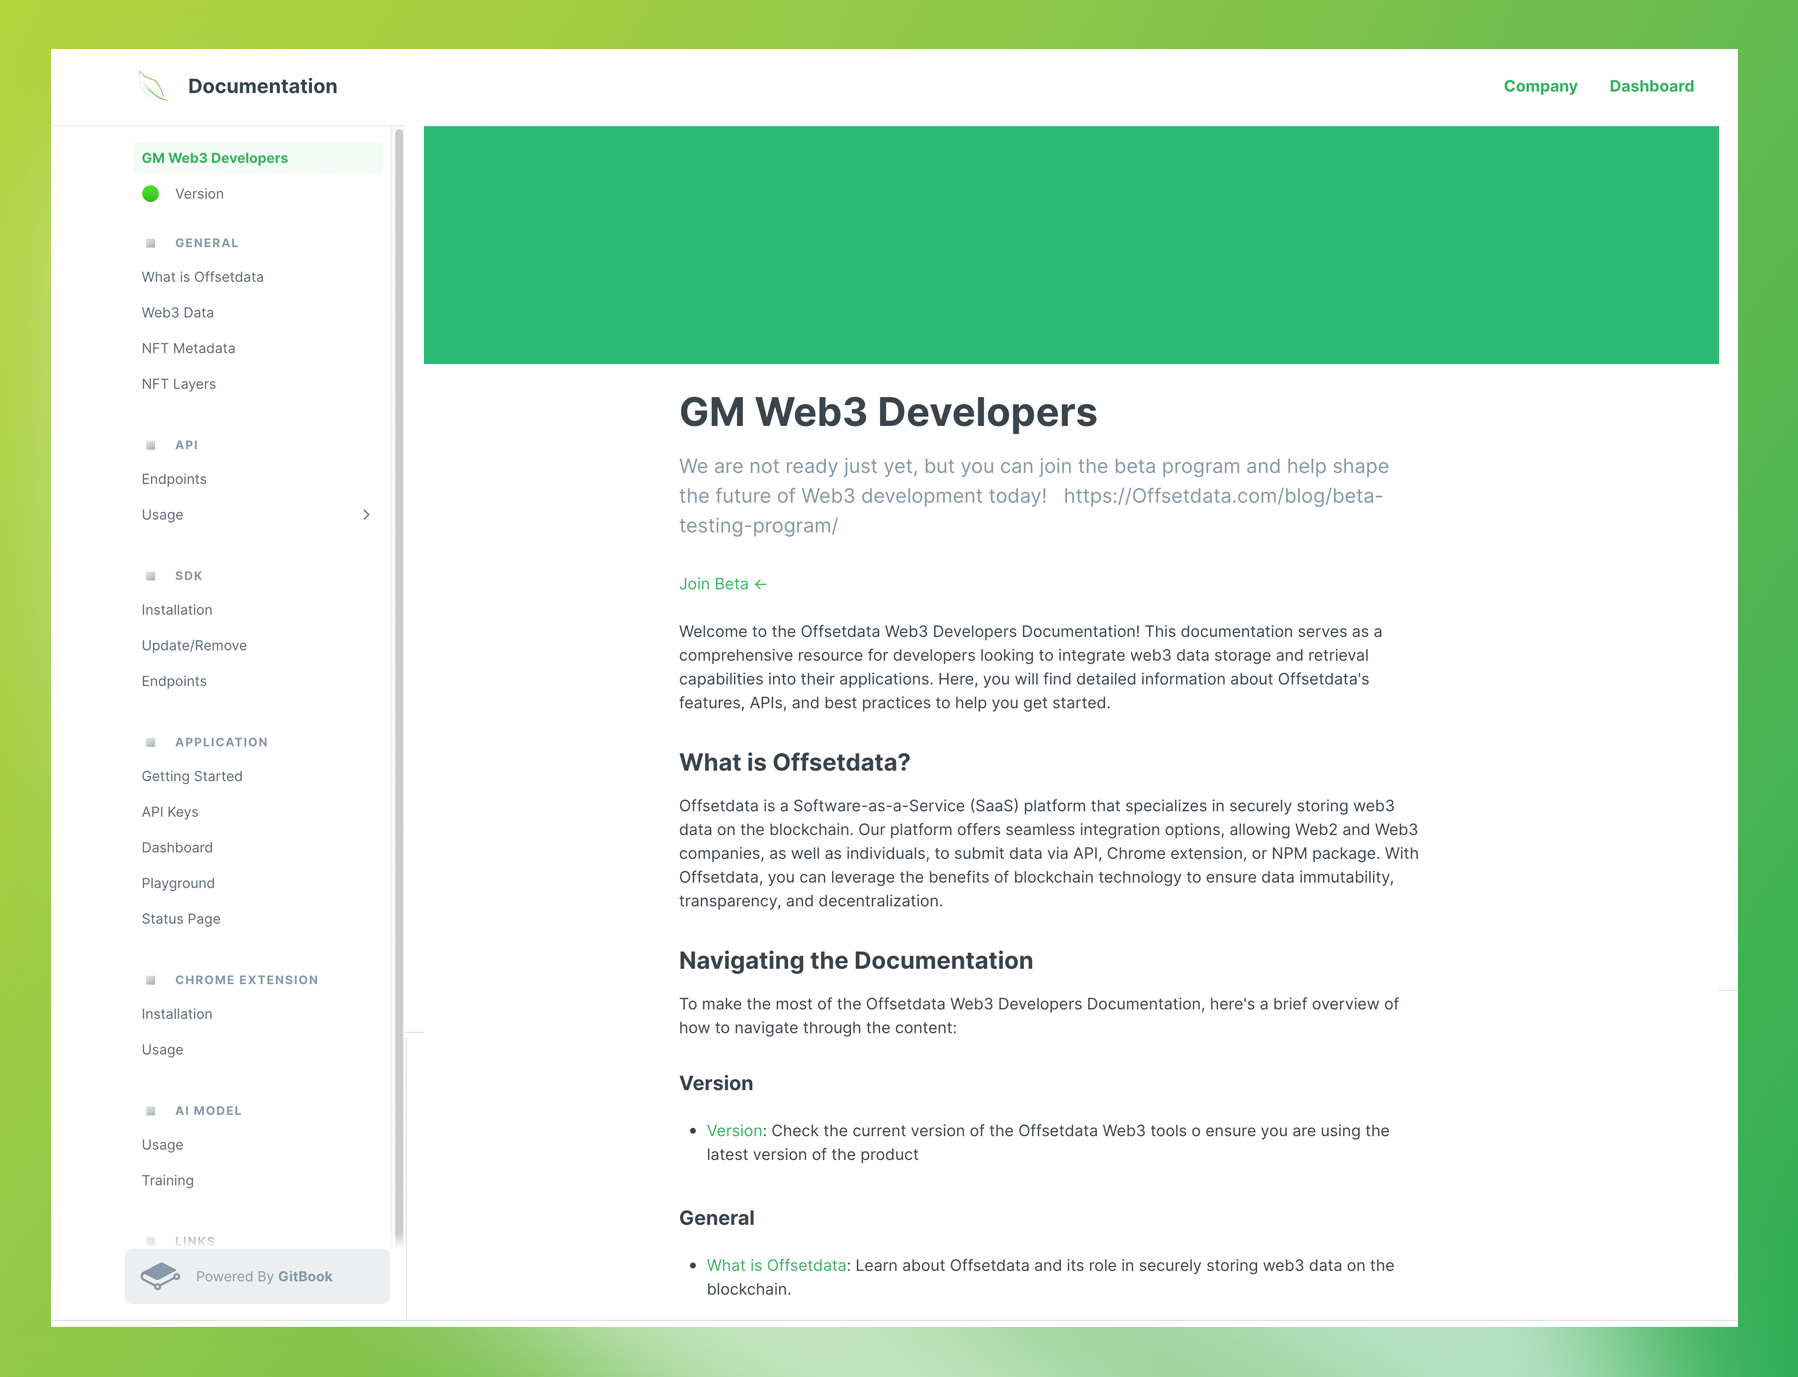 Documentation
Company
Dashboard
GM Web3 Developers
Version
GENERAL
What is Offsetdata
Web3 Data
NFT Metadata
NFT Layers
API
Endpoints
Usage
SDK
Installation
Update/Remove
Endpoints
APPLICATION
Getting Started
API Keys
Dashboard
Playground
Status Page
CHROME EXTENSION
Installation
Usage
AI MODEL
Usage
Training
LINKS
Powered By GitBook
GM Web3 Developers
We are not ready just yet, but you can join the beta program and help shape
the future of Web3 development today!   https://Offsetdata.com/blog/beta-
testing-program/
Join Beta ←
Welcome to the Offsetdata Web3 Developers Documentation! This documentation serves as a
comprehensive resource for developers looking to integrate web3 data storage and retrieval
capabilities into their applications. Here, you will find detailed information about Offsetdata's
features, APIs, and best practices to help you get started.
What is Offsetdata?
Offsetdata is a Software-as-a-Service (SaaS) platform that specializes in securely storing web3
data on the blockchain. Our platform offers seamless integration options, allowing Web2 and Web3
companies, as well as individuals, to submit data via API, Chrome extension, or NPM package. With
Offsetdata, you can leverage the benefits of blockchain technology to ensure data immutability,
transparency, and decentralization.
Navigating the Documentation
To make the most of the Offsetdata Web3 Developers Documentation, here's a brief overview of
how to navigate through the content:
Version
• Version: Check the current version of the Offsetdata Web3 tools o ensure you are using the
latest version of the product
General
• What is Offsetdata: Learn about Offsetdata and its role in securely storing web3 data on the
blockchain.